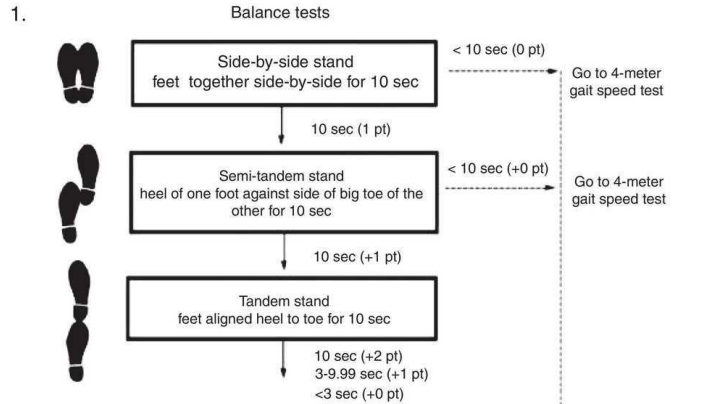 1.
Balance tests
Side-by-side stand
feet together side-by-side for 10 sec
< 10 sec (0 pt)
Go to 4-meter
gait speed test
10 sec (1 pt)
Semi-tandem stand
heel of one foot against side of big toe of the
other for 10 sec
< 10 sec (+0 pt)
Go to 4-meter
gait speed test
10 sec (+1 pt)
Tandem stand
feet aligned heel to toe for 10 sec
10 sec (+2 pt)
3-9.99 sec (+1 pt)
<3 sec (+0 pt)